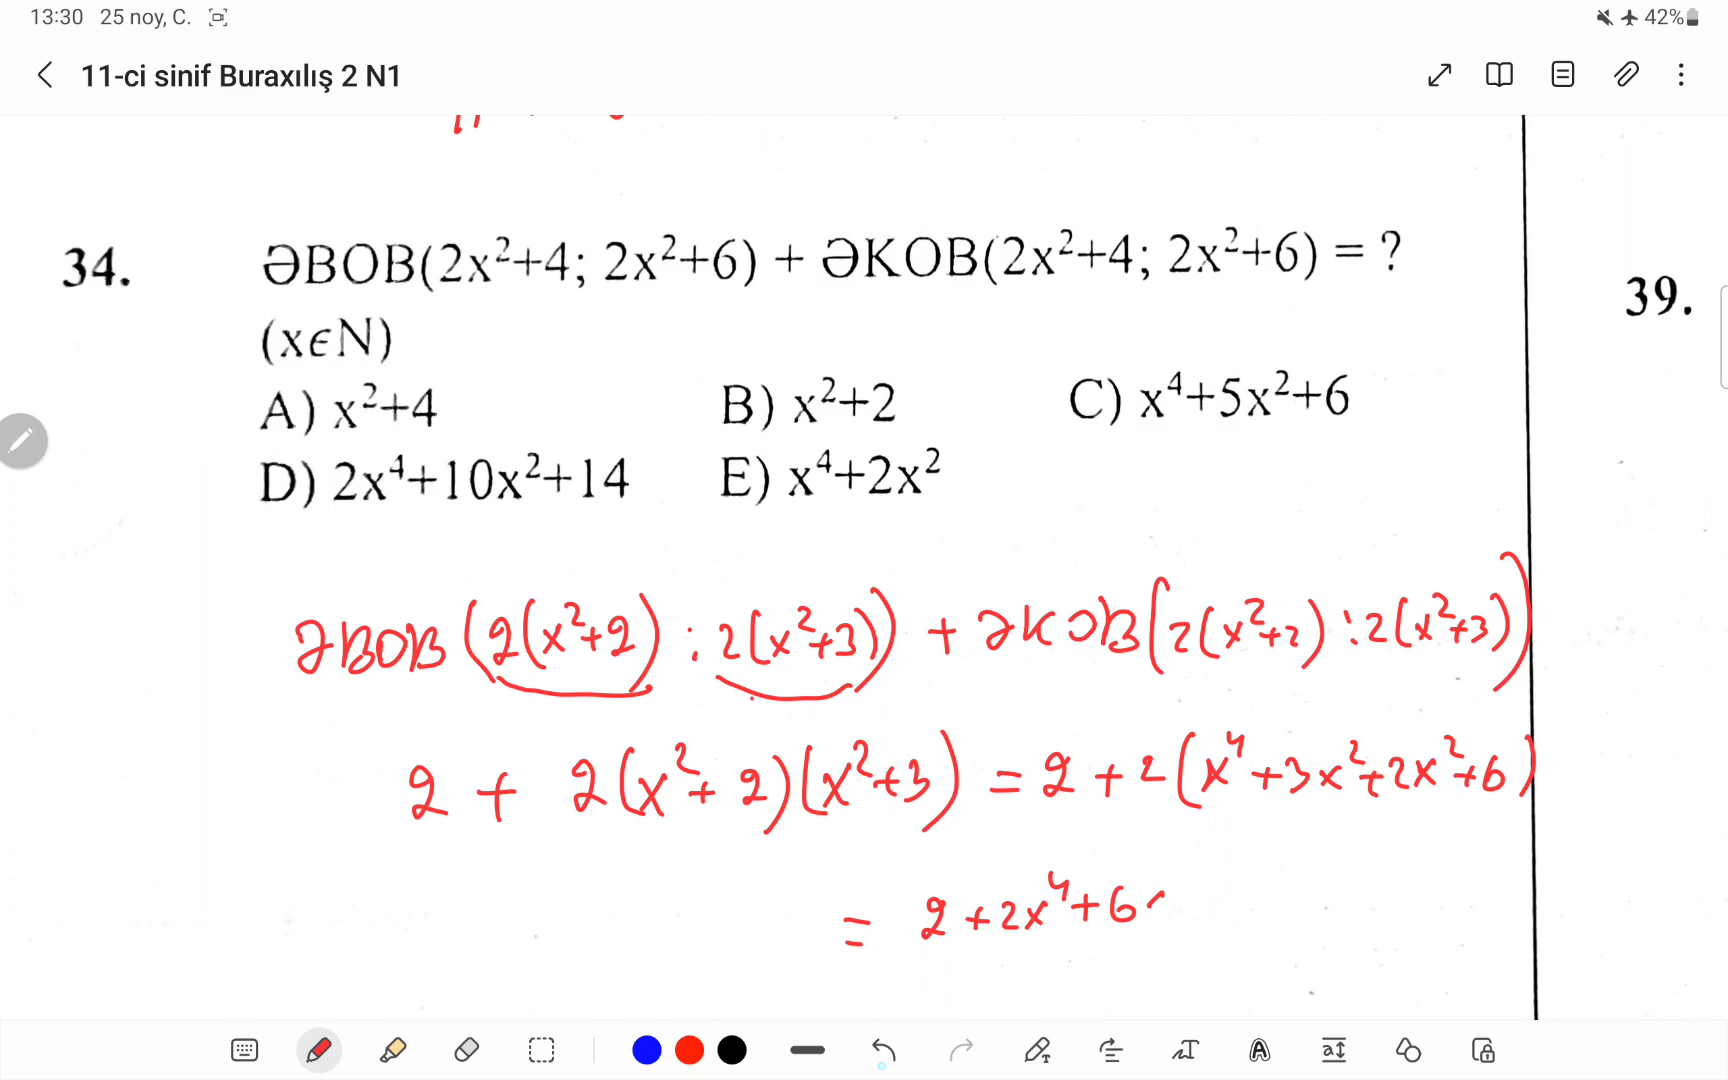 13:30 25 noy, C.
42%
11-ci sinif Buraxılış 2 N1
34. ƏBOB(2x²+4; 2x²+6) + ƏKOB(2x²+4; 2x²+6) = ?
(xϵN)
A) x²+4 B) x²+2 C) x⁴+5x²+6
D) 2x⁴+10x²+14 E) x⁴+2x²
39.
ƏBOB(2(x²+2) ; 2(x²+3)) + ƏKOB(2(x²+2) ; 2(x²+3))
2 + 2(x²+2)(x²+3) = 2+2(x⁴+3x²+2x²+6)
= 2+2x⁴+6